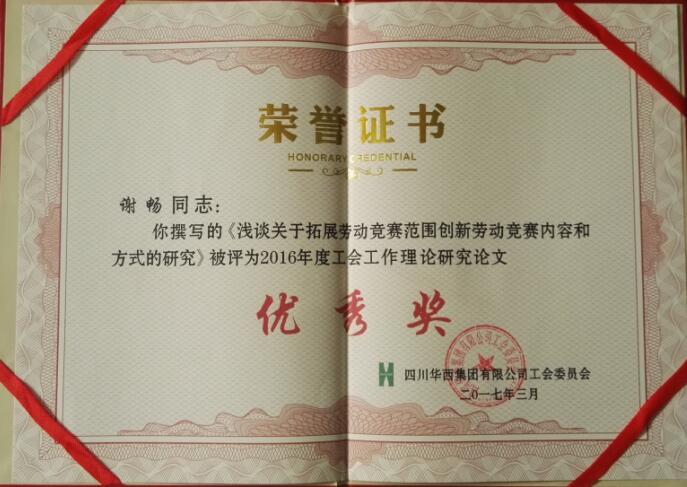 荣誉证书
HONORARY CREDENTIAL
谢畅同志：
你撰写的《浅谈关于拓展劳动竞赛范围创新劳动竞赛内容和
方式的研究》被评为2016年度工会工作理论研究论文
优秀奖
四川华西集团有限公司工会委员会
二〇一七年三月